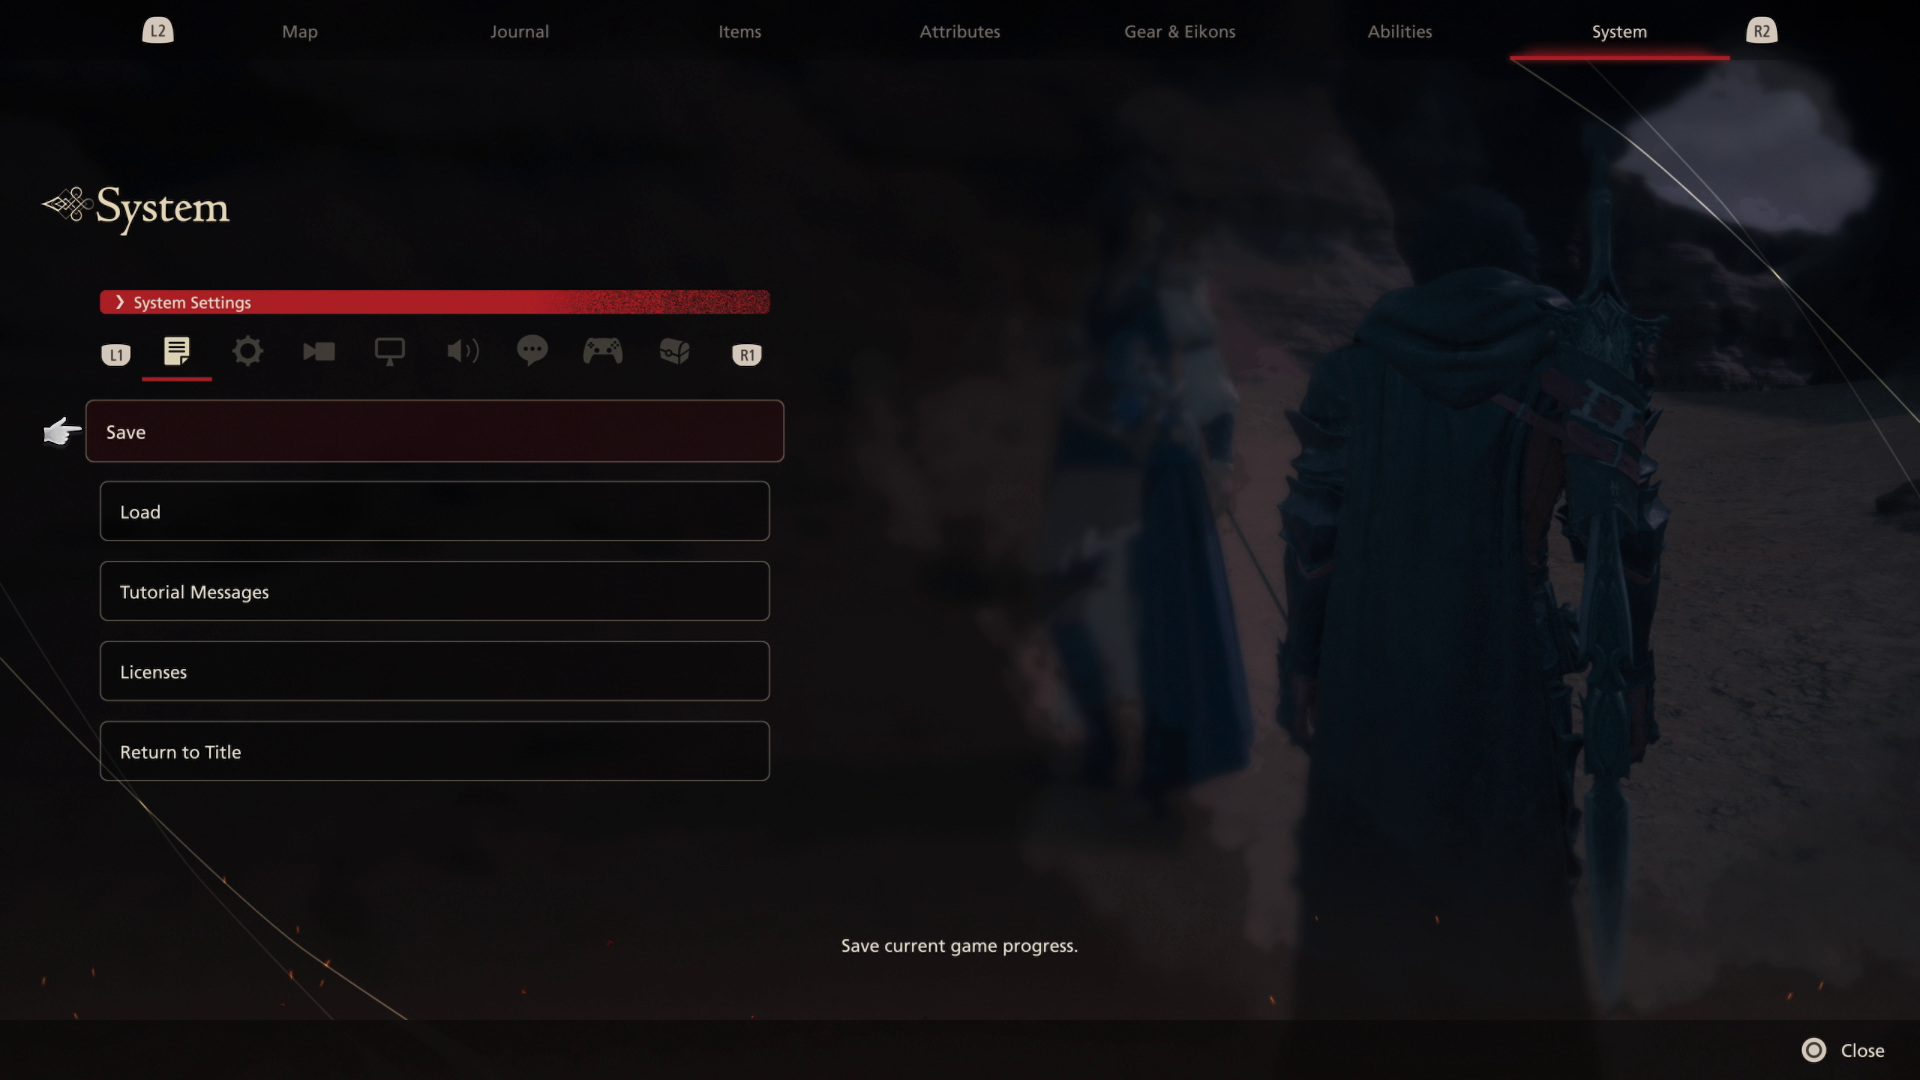 L2 Map Journal Items Attributes Gear & Eikons Abilities System R2
System
System Settings
L1 R1
Save
Load
Tutorial Messages
Licenses
Return to Title
Save current game progress.
Close